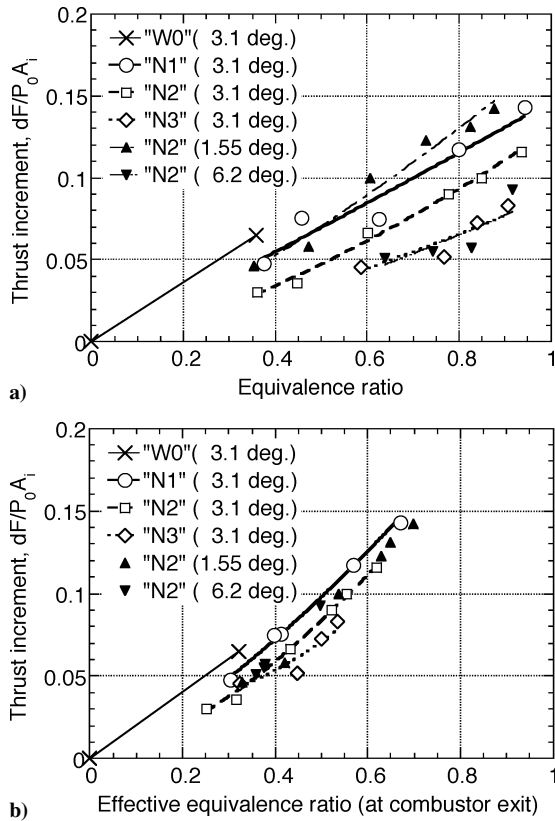 0.2
0.15
0.1
0.05
0
Thrust increment, dF/P0Ai
"W0"( 3.1 deg.)
"N1"( 3.1 deg.)
"N2"( 3.1 deg.)
"N3"( 3.1 deg.)
"N2" (1.55 deg.)
"N2" ( 6.2 deg.)
0 0.2 0.4 0.6 0.8 1
Equivalence ratio
a)
0.2
0.15
0.1
0.05
0
Thrust increment, dF/P0Ai
"W0"( 3.1 deg.)
"N1"( 3.1 deg.)
"N2"( 3.1 deg.)
"N3"( 3.1 deg.)
"N2" (1.55 deg.)
"N2" ( 6.2 deg.)
0 0.2 0.4 0.6 0.8 1
b) Effective equivalence ratio (at combustor exit)